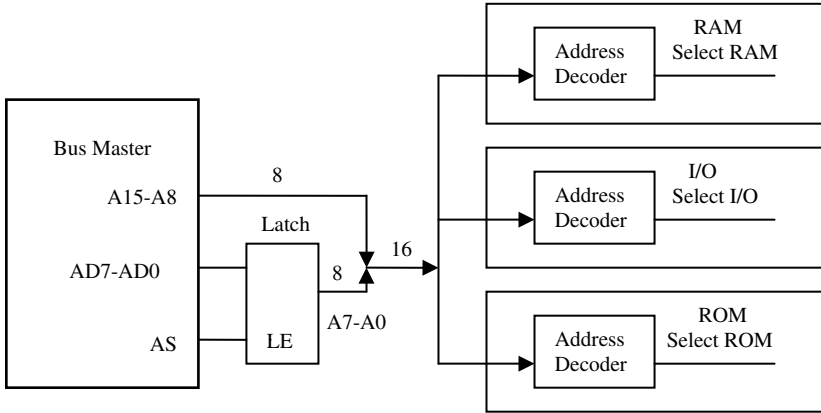 Bus Master
A15-A8
AD7-AD0
AS
8
Latch
LE
8
A7-A0
16
RAM
Select RAM
Address
Decoder
I/O
Select I/O
Address
Decoder
ROM
Select ROM
Address
Decoder